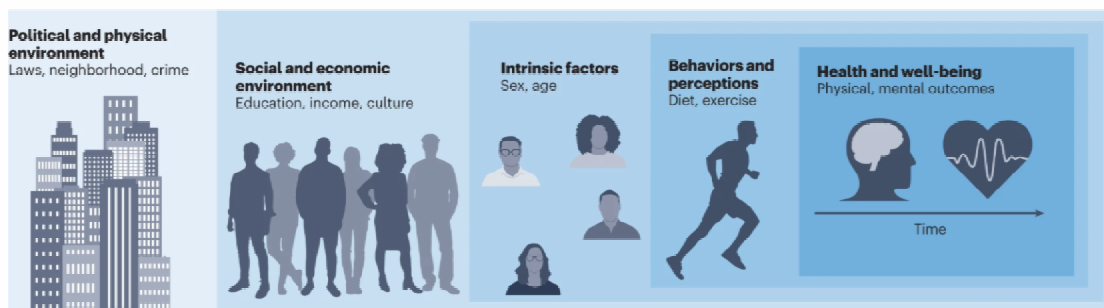 Political and physical
environment
Laws, neighborhood, crime
Social and economic
environment
Education, income, culture
Intrinsic factors
Sex, age
Behaviors and
perceptions
Diet, exercise
Health and well-being
Physical, mental outcomes
Time